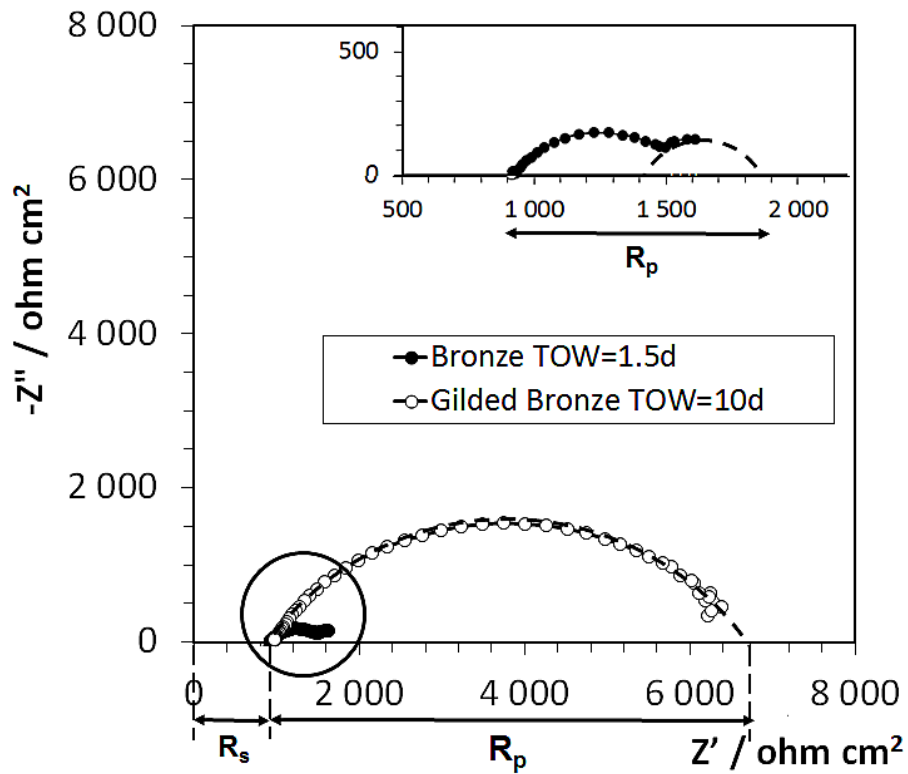 8 000
6 000
4 000
2 000
0
-Z" / ohm cm²
500
0
500
1 000
1 500
2 000
Rp
Bronze TOW=1.5d
Gilded Bronze TOW=10d
0
2 000
4 000
6 000
8 000
Rs
Rp
Z' / ohm cm²